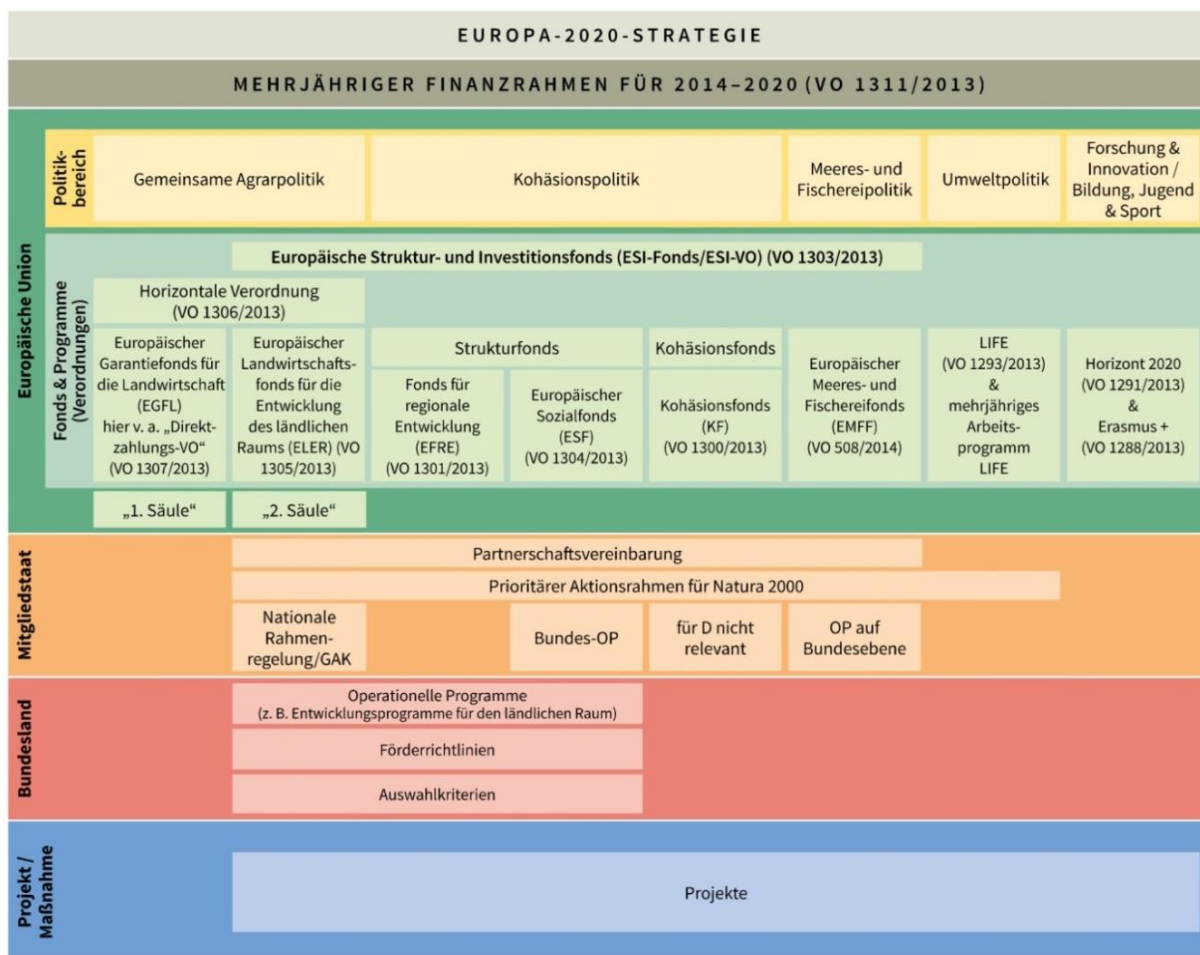 EUROPA-2020-STRATEGIE
MEHRJÄHRIGER FINANZRAHMEN FÜR 2014–2020 (VO 1311/2013)
Europäische Union
Politik-
bereich
Gemeinsame Agrarpolitik
Kohäsionspolitik
Meeres- und
Fischereipolitik
Umweltpolitik
Forschung &
Innovation /
Bildung, Jugend
& Sport
Fonds & Programme
(Verordnungen)
Europäische Struktur- und Investitionsfonds (ESI-Fonds/ESI-VO) (VO 1303/2013)
Horizontale Verordnung
(VO 1306/2013)
Europäischer
Garantiefonds für
die Landwirtschaft
(EGFL)
hier v. a. „Direkt-
zahlungs-VO“
(VO 1307/2013)
Europäischer
Landwirtschafts-
fonds für die
Entwicklung
des ländlichen
Raums (ELER) (VO
1305/2013)
Strukturfonds
Fonds für
regionale
Entwicklung
(EFRE)
(VO 1301/2013)
Europäischer
Sozialfonds
(ESF)
(VO 1304/2013)
Kohäsionsfonds
Kohäsionsfonds
(KF)
(VO 1300/2013)
Europäischer
Meeres- und
Fischereifonds
(EMFF)
(VO 508/2014)
LIFE
(VO 1293/2013)
&
mehrjähriges
Arbeits-
programm
LIFE
Horizont 2020
(VO 1291/2013)
&
Erasmus +
(VO 1288/2013)
„1. Säule“
„2. Säule“
Mitgliedstaat
Partnerschaftsvereinbarung
Prioritärer Aktionsrahmen für Natura 2000
Nationale
Rahmen-
regelung/GAK
Bundes-OP
für D nicht
relevant
OP auf
Bundesebene
Bundesland
Operationelle Programme
(z. B. Entwicklungsprogramme für den ländlichen Raum)
Förderrichtlinien
Auswahlkriterien
Projekt /
Maßnahme
Projekte